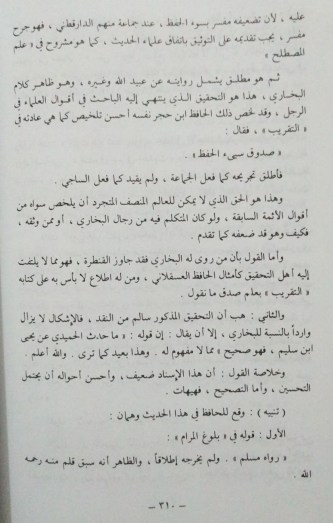 عليه ، لأن تضعيفه مفسر بسوء الحفظ ، عند جماعة منهم الدارقطني ، فهو جرح
مفسر ، يجب تقديمه على التوثيق باتفاق علماء الحديث ، كما هو مشروح في « علم
المصطلح » .
ثم هو مطلق يشمل روايته عن عبيد الله وغيره ، وهو ظاهر كلام
البخاري ، هذا هو التحقيق الذي ينتهي إليه الباحث في أقوال العلماء في
الرجل ، وقد لخص ذلك الحافظ ابن حجر نفسه أحسن تلخيص كما هي عادته في
« التقريب » ، فقال :
« صدوق سيىء الحفظ » .
فأطلق تجريحه كما فعل الجماعة ، ولم يقيد كما فعل الساجي .
وهذا هو الحق الذي لا يمكن للعالم المنصف المتجرد أن يلخص سواه من
أقوال الأئمة السابقة ، ولو كان المتكلم فيه من رجال البخاري ، أو ممن وثقه ،
فكيف وهو قد ضعفه كما تقدم .
وأما القول بأن من روى له البخاري فقد جاوز القنطرة ، فهو مما لا يلتفت
إليه أهل التحقيق كأمثال الحافظ العسقلاني ، ومن له اطلاع لا بأس به على كتابه
« التقريب » يعلم صدق ما نقول .
والثاني : هب أن التحقيق المذكور سالم من النقد ، فالإشكال لا يزال
وارداً بالنسبة للبخاري ، إلا أن يقال : إن قوله : « ما حدث الحميدي عن يحيى
ابن سليم ، فهو صحيح » مما لا مفهوم له . وهذا بعيد كما ترى . والله أعلم .
وخلاصة القول : أن هذا الإسناد ضعيف ، وأحسن أحواله أن يحتمل
التحسين ، وأما التصحيح ، فهيهات .
( تنبيه ) : وقع للحافظ في هذا الحديث وهمان :
الأول : قوله في « بلوغ المرام » :
« رواه مسلم » . ولم يخرجه إطلاقاً ، والظاهر أنه سبق قلم منه رحمه
الله .
- ٣١٠ -